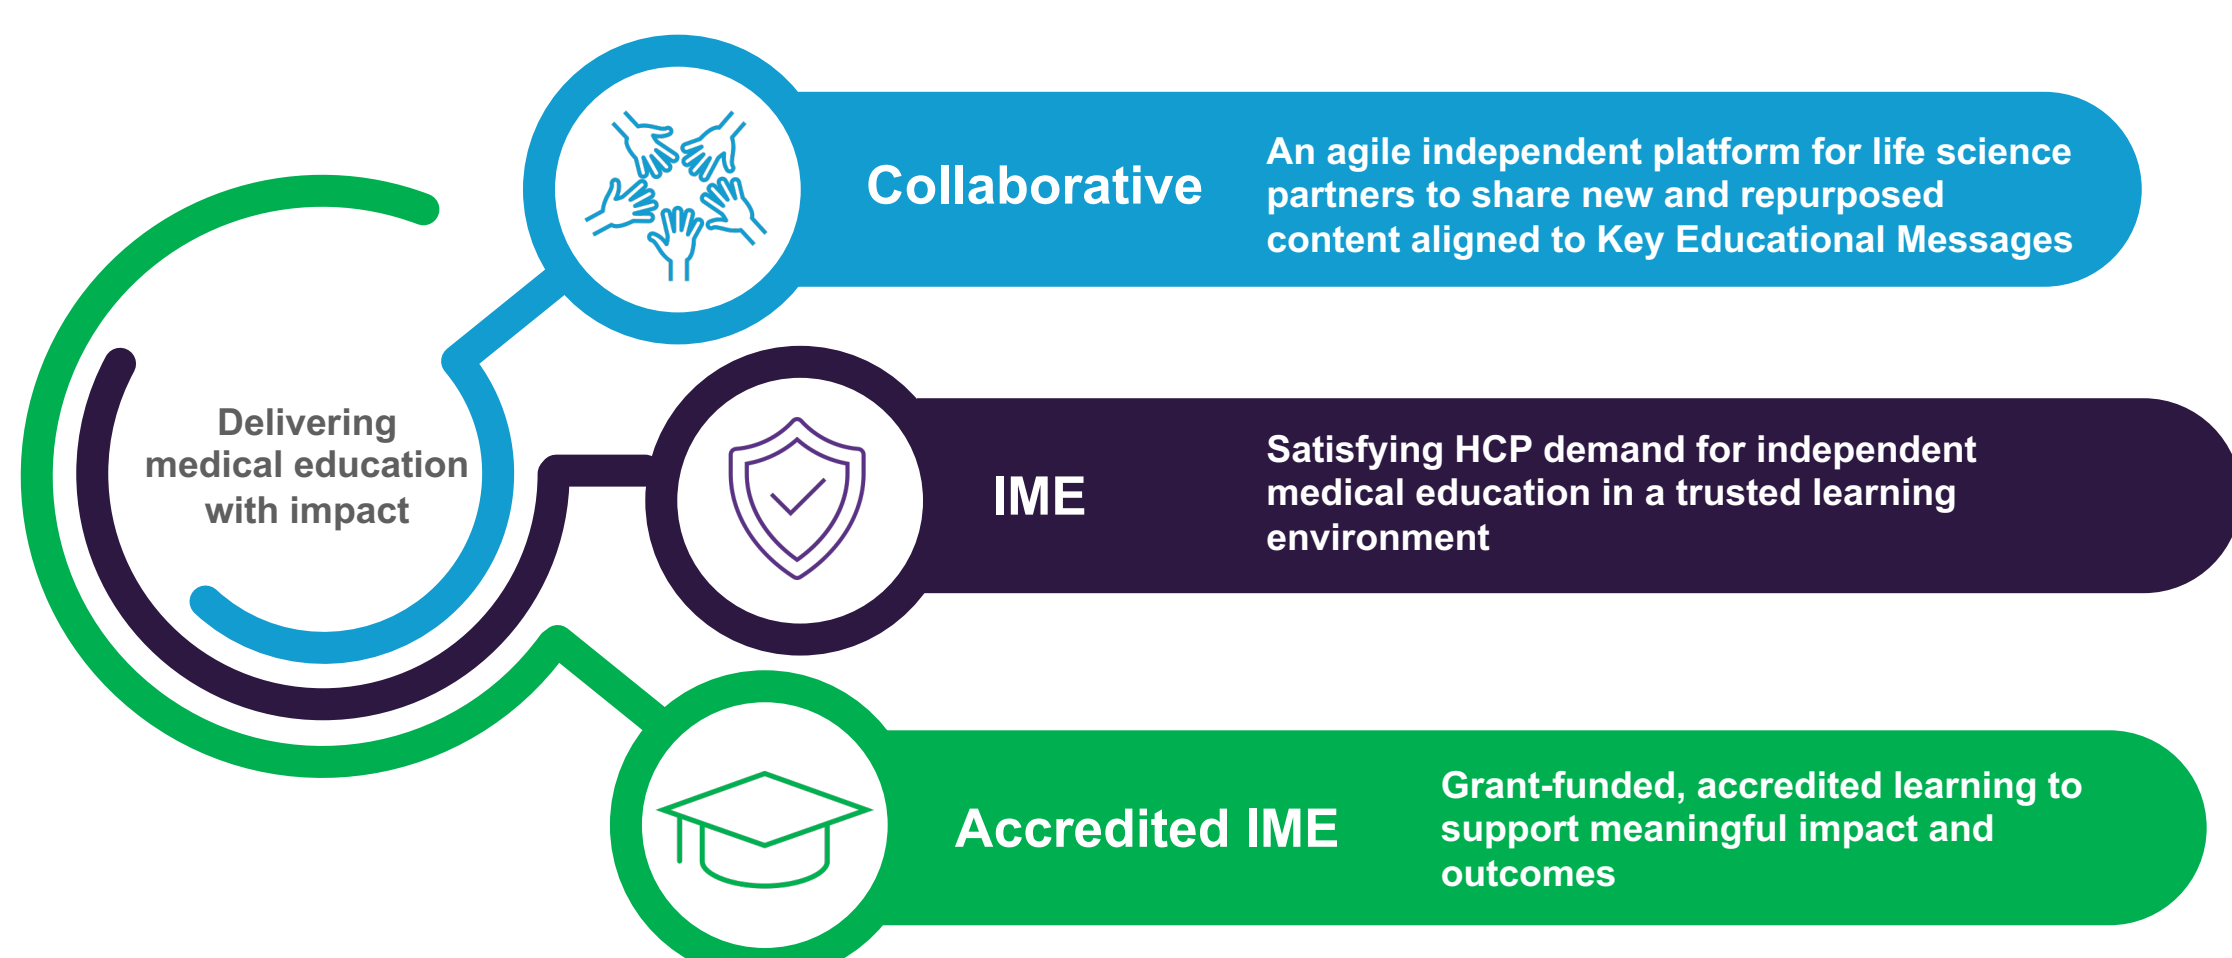 Delivering
medical education
with impact
Collaborative
An agile independent platform for life science
partners to share new and repurposed
content aligned to Key Educational Messages
IME
Satisfying HCP demand for independent
medical education in a trusted learning
environment
Accredited IME
Grant-funded, accredited learning to
support meaningful impact and
outcomes